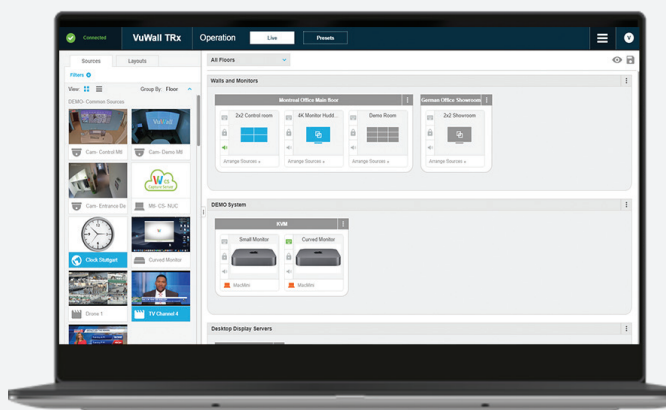 Connected VuWall TRx Operation Live Presets V
Sources Layouts All Floors
Filters
View Group By: Floor
Walls and Monitors
DEMO- Common Sources
Montreal Office Main floor German Office Showroom
2x2 Control room 4K Monitor Hudd... Demo Room 2x2 Showroom
VuWall
Cam- Control Mtl Cam- Demo Mtl
Arrange Sources Arrange Sources Arrange Sources Arrange Sources
Capture Server
Cam- Entrance De Mtl- CS- NUC
DEMO System
KVM
Small Monitor Curved Monitor
Clock Stuttgart Curved Monitor
MacMini MacMini
Drone 1 TV Channel 4
Desktop Display Servers